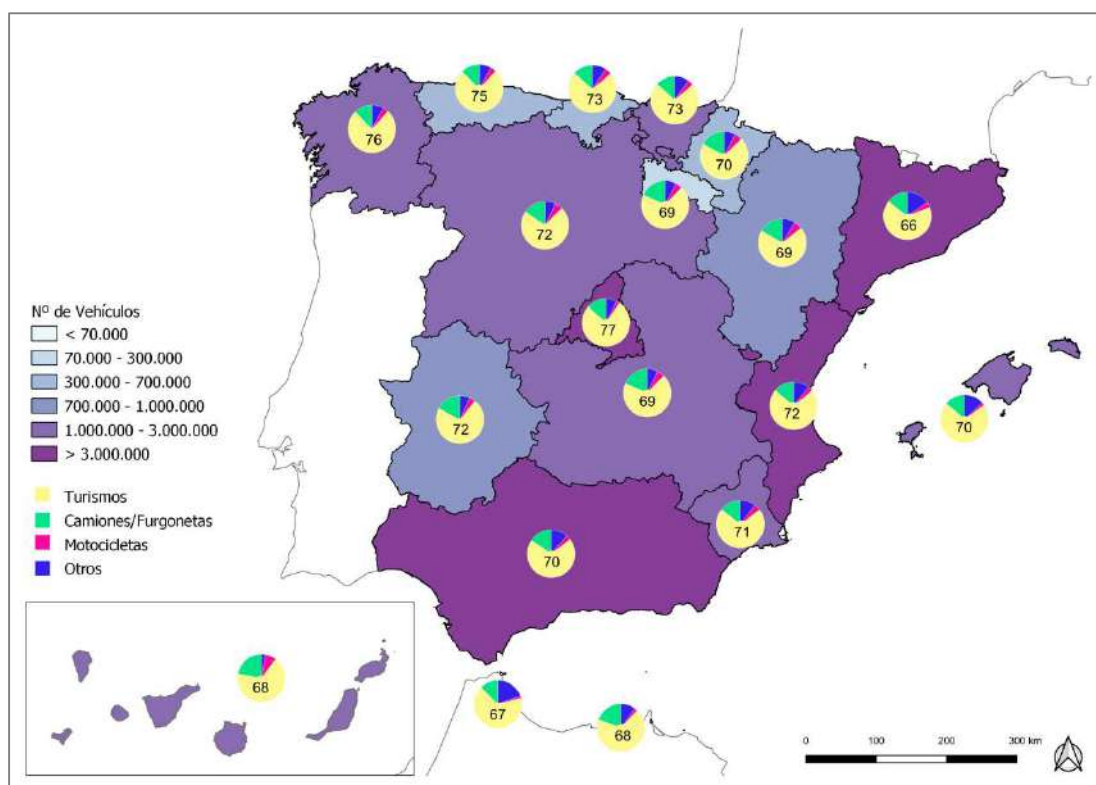 75
73
73
76
70
69
66
72
69
77
69
72
72
70
71
70
Nº de Vehículos
< 70.000
70.000 - 300.000
300.000 - 700.000
700.000 - 1.000.000
1.000.000 - 3.000.000
> 3.000.000
Turismos
Camiones/Furgonetas
Motocicletas
Otros
68
67
68
0 100 200 300 km